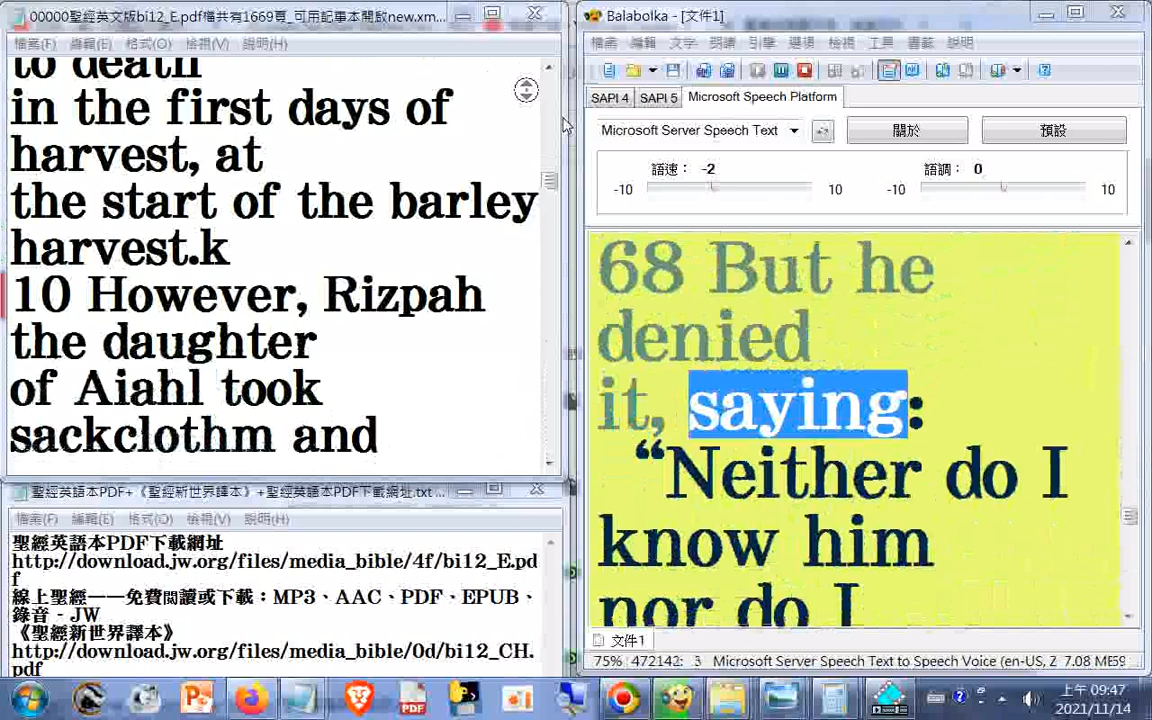 00000聖經英文版bi12_E.pdf檔共有1669頁_可用記事本開啟new.xm...
檔案(F) 編輯(E) 格式(O) 檢視(V) 說明(H)
to death
in the first days of
harvest, at
the start of the barley
harvest.k
10 However, Rizpah
the daughter
of Aiahl took
sackclothm and
聖經英語本PDF+《聖經新世界譯本》+聖經英語本PDF下載網址.txt ...
檔案(F) 編輯(E) 格式(O) 檢視(V) 說明(H)
聖經英語本PDF下載網址
http://download.jw.org/files/media_bible/4f/bi12_E.pd
f
線上聖經——免費閱讀或下載：MP3、AAC、PDF、EPUB、
錄音 - JW
《聖經新世界譯本》
http://download.jw.org/files/media_bible/0d/bi12_CH.
pdf
Balabolka - [文件1]
檔案 編輯 文字 朗讀 引擎 選項 檢視 工具 書籤 說明
SAPI 4 SAPI 5 Microsoft Speech Platform
Microsoft Server Speech Text 關於 預設
語速： -2 語調： 0
-10 10 -10 10
68 But he
denied
it, saying:
“Neither do I
know him
nor do I
文件1
75% 472142: 3 Microsoft Server Speech Text to Speech Voice (en-US, Z 7.08 ME59
上午 09:47
2021/11/14